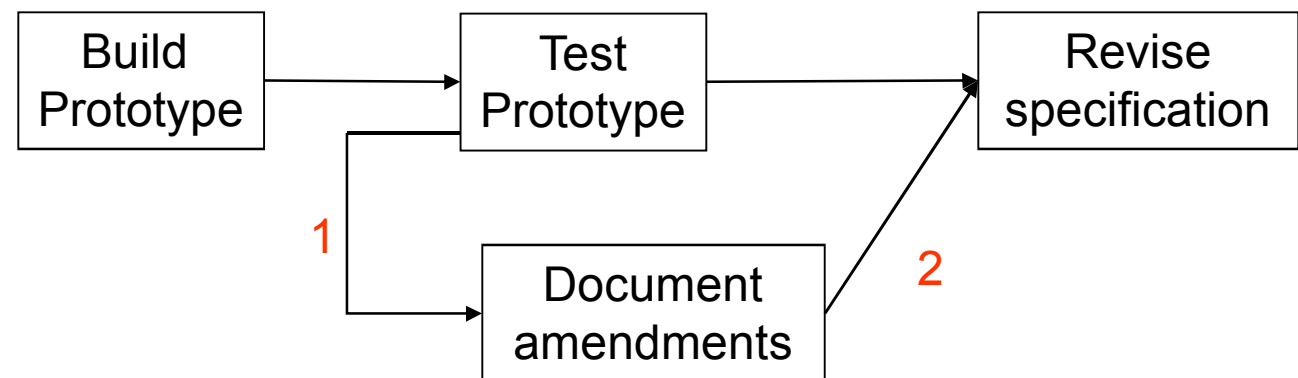 Build
Prototype
Test
Prototype
Revise
specification
1
2
Document
amendments